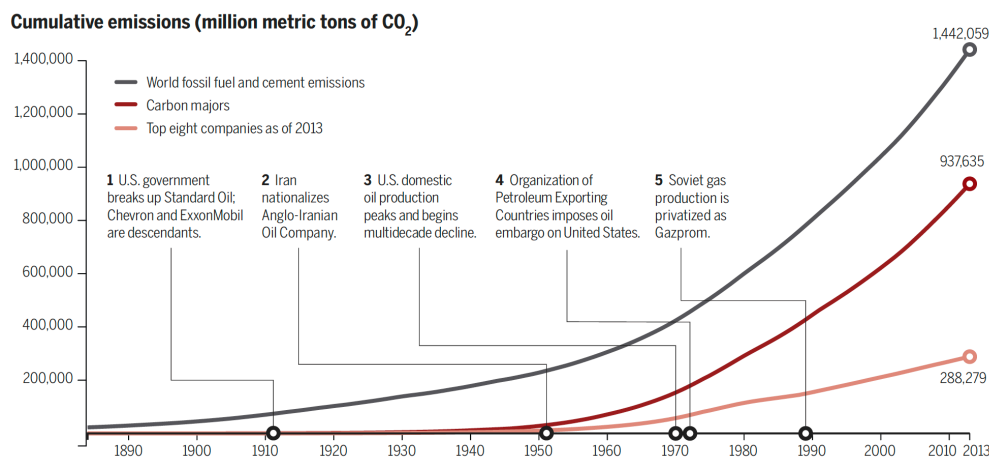 Cumulative emissions (million metric tons of CO₂)
1,442,059
1,400,000
World fossil fuel and cement emissions
Carbon majors
Top eight companies as of 2013
1,200,000
1,000,000
937,635
1 U.S. government
breaks up Standard Oil;
Chevron and ExxonMobil
are descendants.
2 Iran
nationalizes
Anglo-Iranian
Oil Company.
3 U.S. domestic
oil production
peaks and begins
multidecade decline.
4 Organization of
Petroleum Exporting
Countries imposes oil
embargo on United States.
5 Soviet gas
production is
privatized as
Gazprom.
800,000
600,000
400,000
200,000
288,279
1890 1900 1910 1920 1930 1940 1950 1960 1970 1980 1990 2000 2010 2013